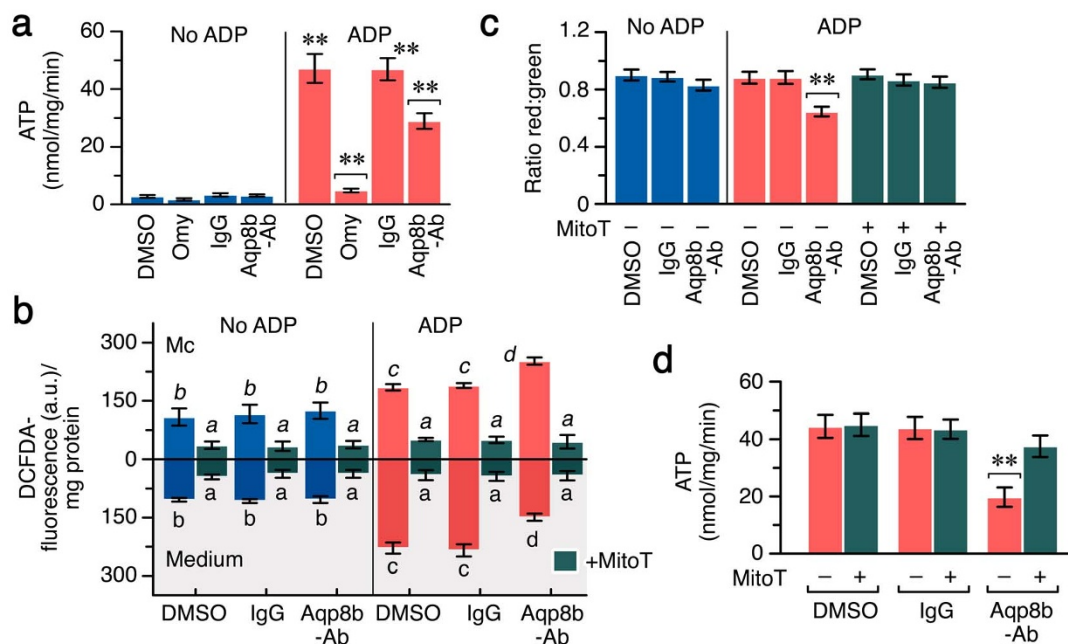 a
No ADP
ADP
ATP
(nmol/mg/min)
60
40
20
0
**
**
**
**
DMSO
Omy
IgG
Aqp8b
-Ab
DMSO
Omy
IgG
Aqp8b
-Ab
c
No ADP
ADP
Ratio red:green
1.2
0.8
0.4
0
**
MitoT
− − − − − − + + +
DMSO
IgG
Aqp8b
-Ab
DMSO
IgG
Aqp8b
-Ab
DMSO
IgG
Aqp8b
-Ab
b
No ADP
ADP
Mc
DCFDA-
fluorescence (a.u.)/
mg protein
300
150
0
150
300
b a b a b a c a c a d a
b a b a b a c a c a d a
Medium
+MitoT
DMSO IgG Aqp8b
-Ab
DMSO IgG Aqp8b
-Ab
d
ATP
(nmol/mg/min)
60
40
20
0
**
MitoT − + − + − +
DMSO IgG Aqp8b
-Ab